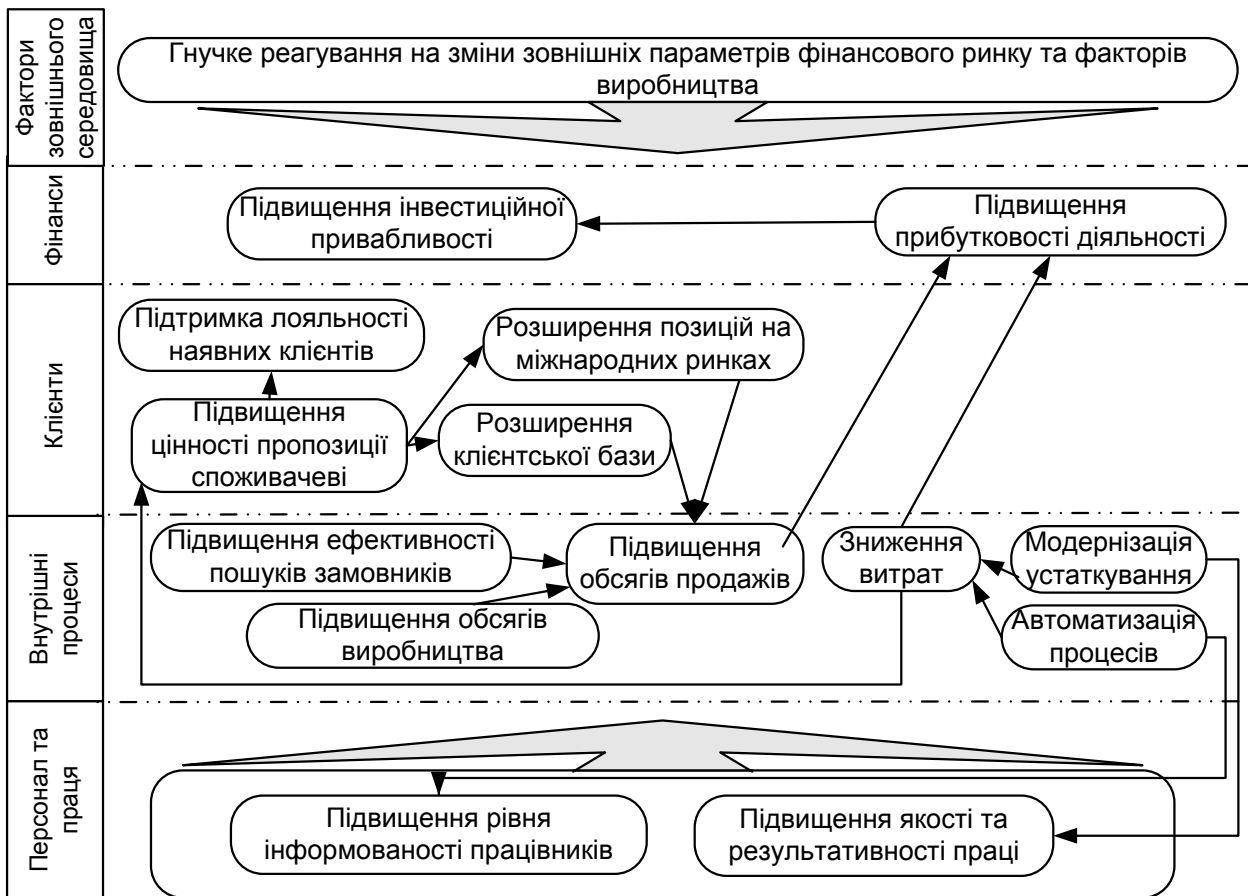 Фактори
зовнішнього
середовища
Гнучке реагування на зміни зовнішніх параметрів фінансового ринку та факторів
виробництва
Фінанси
Підвищення інвестиційної
привабливості
Підвищення
прибутковості діяльності
Клієнти
Підтримка лояльності
наявних клієнтів
Розширення позицій на
міжнародних ринках
Підвищення
цінності пропозиції
споживачеві
Розширення
клієнтської бази
Внутрішні
процеси
Підвищення ефективності
пошуків замовників
Підвищення
обсягів продажів
Зниження
витрат
Модернізація
устаткування
Підвищення обсягів
виробництва
Автоматизація
процесів
Персонал та
праця
Підвищення рівня
інформованості працівників
Підвищення якості та
результативності праці